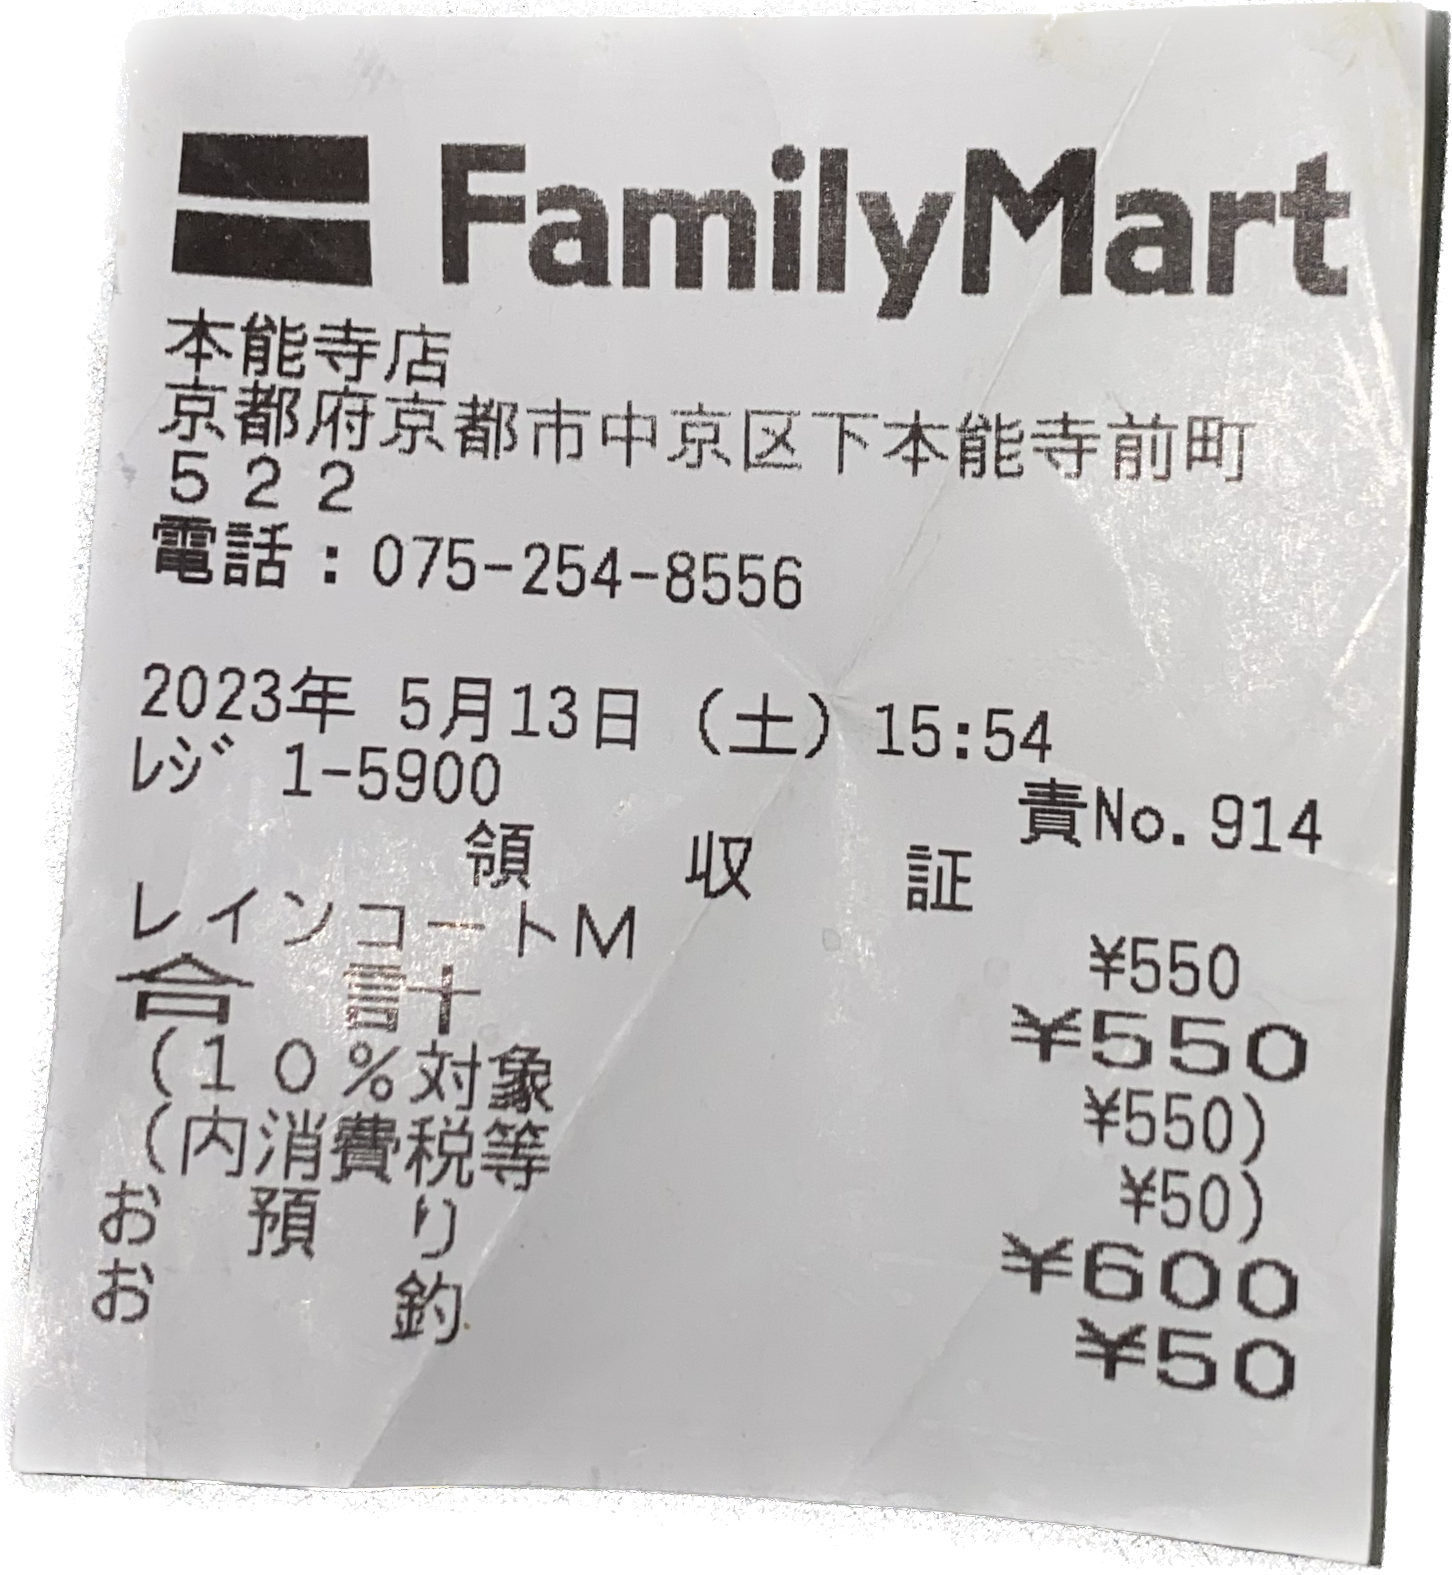 FamilyMart
本能寺店
京都府京都市中京区下本能寺前町
５２２
電話：075-254-8556
2023年 5月13日（土）15:54
ﾚｼﾞ 1-5900 責No.914
領 収 証
レインコートＭ ¥550
合 計 ¥550
（１０％対象 ¥550)
（内消費税等 ¥50)
お 預 り ¥600
お 釣 ¥50